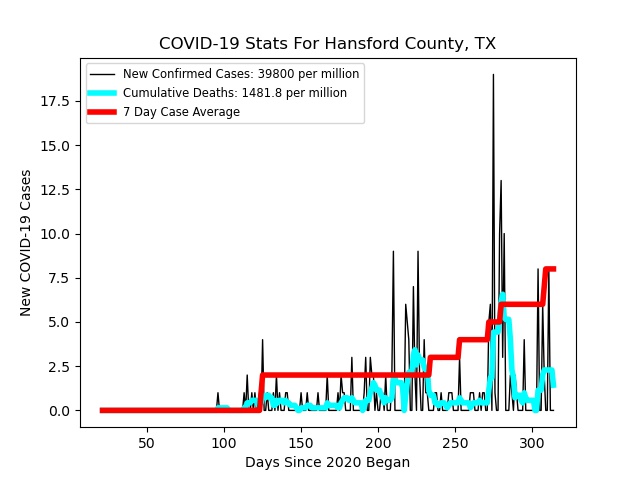 COVID-19 Stats For Hansford County, TX
New Confirmed Cases: 39800 per million
Cumulative Deaths: 1481.8 per million
7 Day Case Average
17.5
15.0
12.5
10.0
7.5
5.0
2.5
0.0
New COVID-19 Cases
50 100 150 200 250 300
Days Since 2020 Began